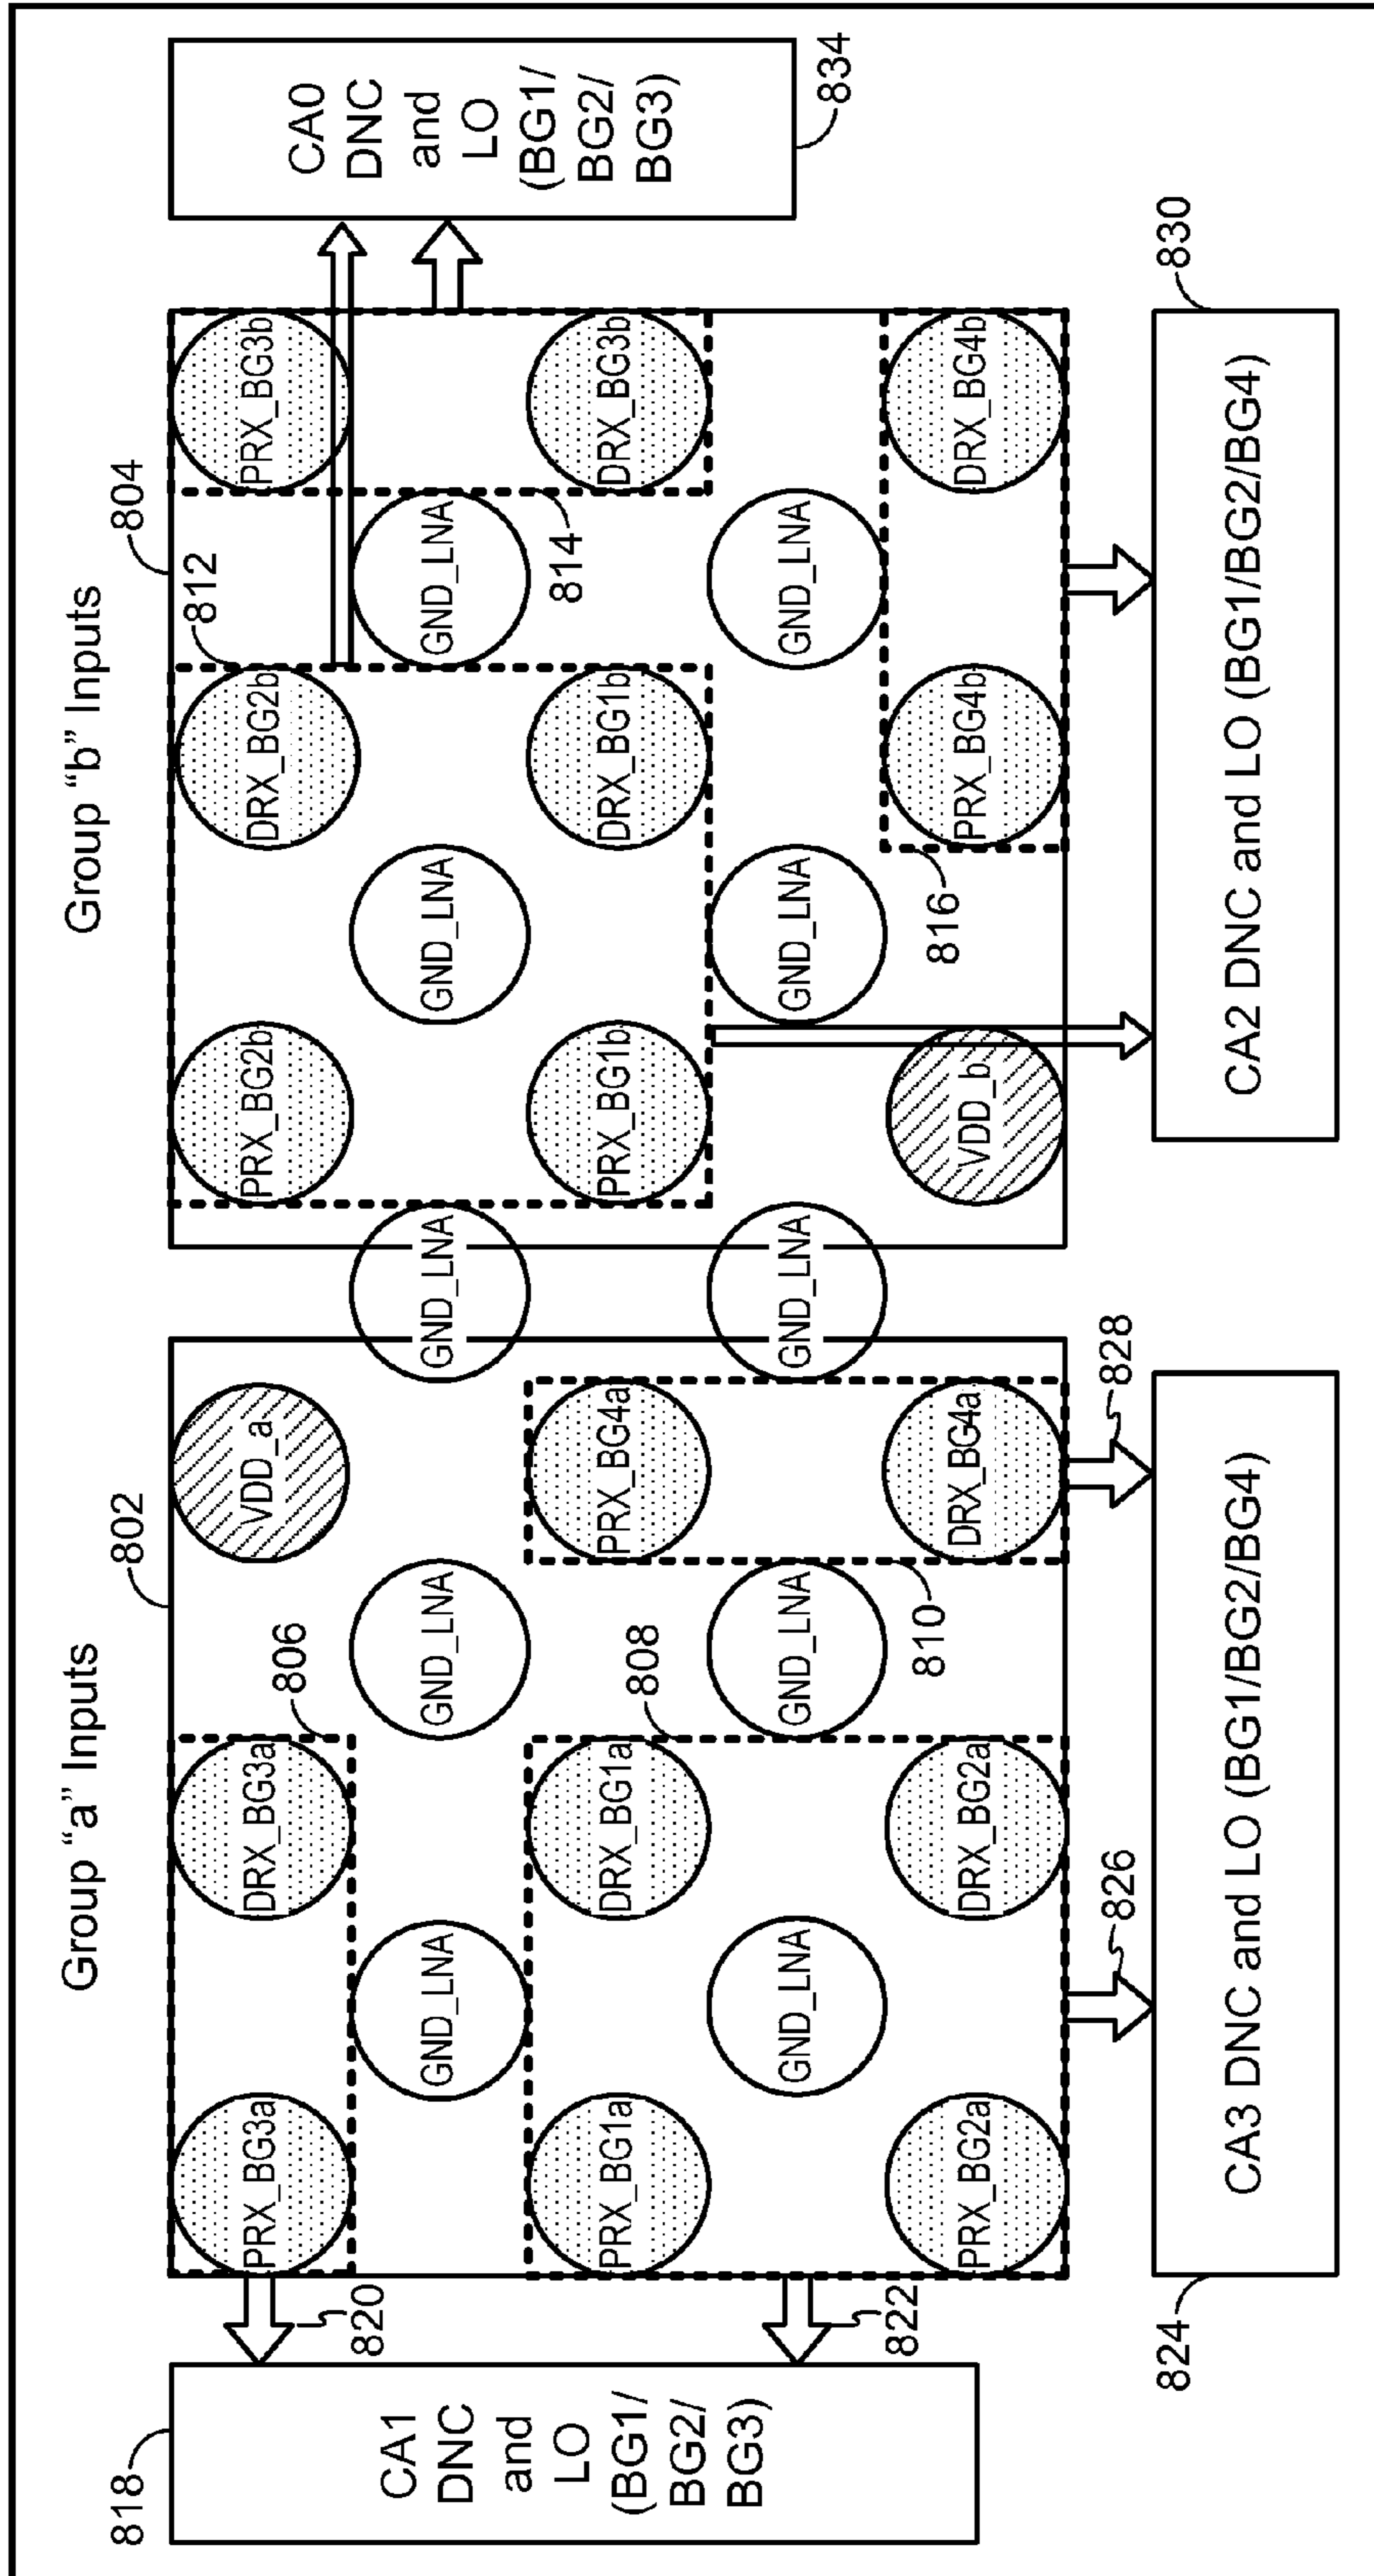 Group “a” Inputs
Group “b” Inputs
802
804
818
CA1
DNC
and
LO
(BG1/
BG2/
BG3)
820
822
806
PRX_BG3a
DRX_BG3a
VDD_a
GND_LNA
GND_LNA
808
PRX_BG1a
DRX_BG1a
PRX_BG4a
GND_LNA
GND_LNA
810
PRX_BG2a
DRX_BG2a
DRX_BG4a
GND_LNA
GND_LNA
812
PRX_BG2b
DRX_BG2b
PRX_BG3b
GND_LNA
GND_LNA
814
PRX_BG1b
DRX_BG1b
DRX_BG3b
GND_LNA
GND_LNA
816
VDD_b
PRX_BG4b
DRX_BG4b
CA0
DNC
and
LO
(BG1/
BG2/
BG3)
834
826
828
824
CA3 DNC and LO (BG1/BG2/BG4)
830
CA2 DNC and LO (BG1/BG2/BG4)